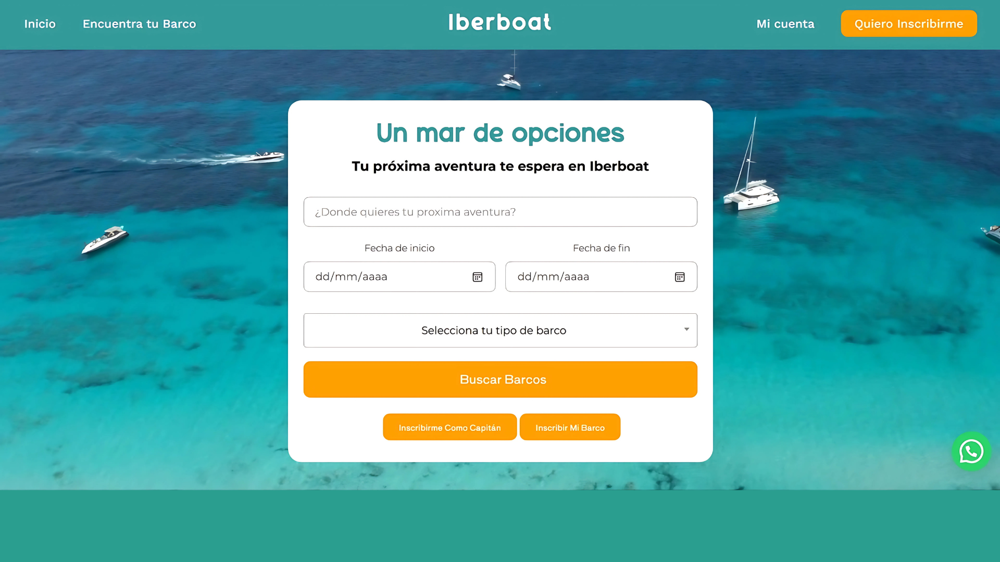 Inicio
Encuentra tu Barco
Iberboat
Mi cuenta
Quiero Inscribirme
Un mar de opciones
Tu próxima aventura te espera en Iberboat
¿Donde quieres tu proxima aventura?
Fecha de inicio
Fecha de fin
dd/mm/aaaa
dd/mm/aaaa
Selecciona tu tipo de barco
Buscar Barcos
Inscribirme Como Capitán
Inscribir Mi Barco